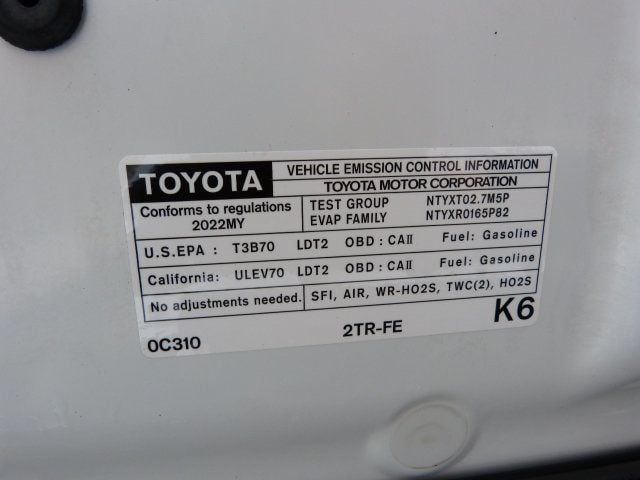 TOYOTA
VEHICLE EMISSION CONTROL INFORMATION
TOYOTA MOTOR CORPORATION
Conforms to regulations
2022MY
TEST GROUP NTYXT02.7M5P
EVAP FAMILY NTYXR0165P82
U.S.EPA : T3B70 LDT2 OBD : CAII Fuel: Gasoline
California: ULEV70 LDT2 OBD : CAII Fuel: Gasoline
No adjustments needed. SFI, AIR, WR-HO2S, TWC(2), HO2S
0C310 2TR-FE K6